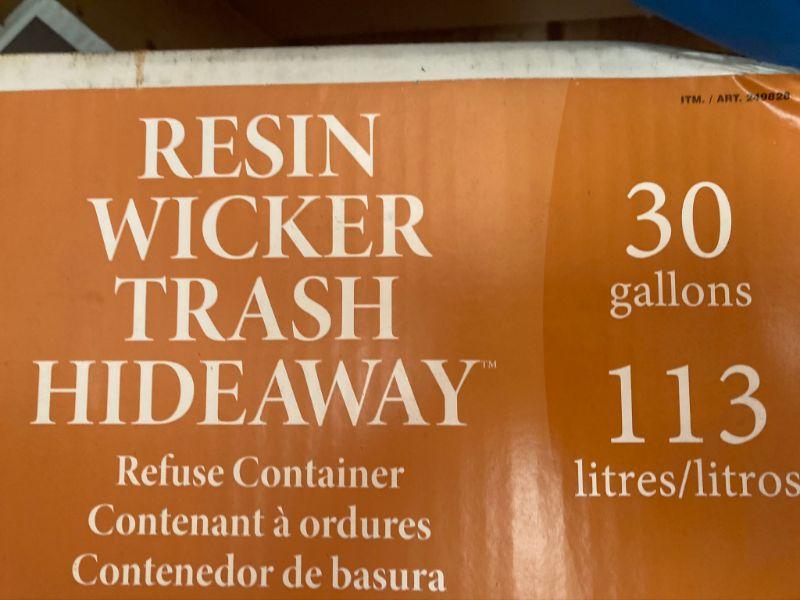 ITM. / ART. 249828
RESIN
WICKER
TRASH
HIDEAWAY™
Refuse Container
Contenant à ordures
Contenedor de basura
30
gallons
113
litres/litros